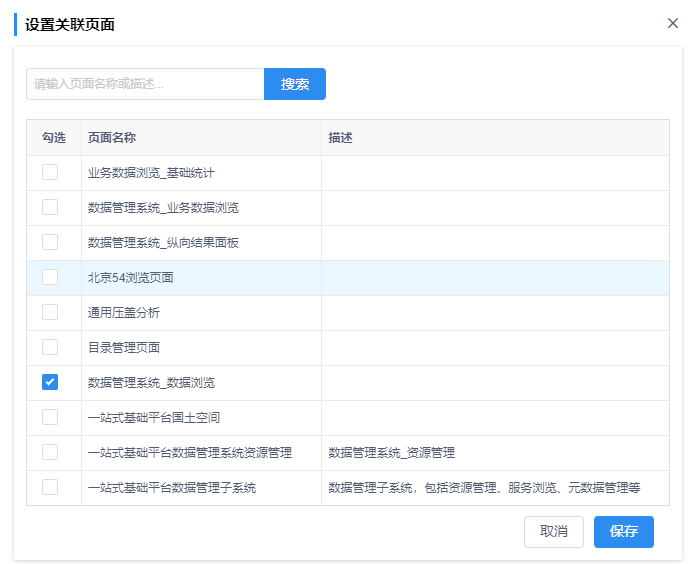 设置关联页面
请输入页面名称或描述...
搜索
勾选 页面名称 描述
业务数据浏览_基础统计
数据管理系统_业务数据浏览
数据管理系统_纵向结果面板
北京54浏览页面
通用压盖分析
目录管理页面
数据管理系统_数据浏览
一站式基础平台国土空间
一站式基础平台数据管理系统资源管理 数据管理系统_资源管理
一站式基础平台数据管理子系统 数据管理子系统，包括资源管理、服务浏览、元数据管理等
取消 保存